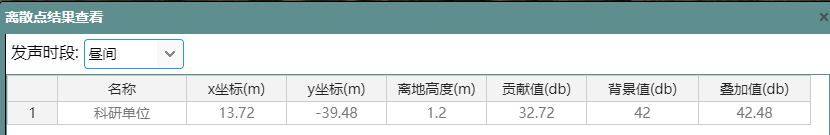 离散点结果查看
发声时段: 昼间
名称 x坐标(m) y坐标(m) 离地高度(m) 贡献值(db) 背景值(db) 叠加值(db)
1 科研单位 13.72 -39.48 1.2 32.72 42 42.48